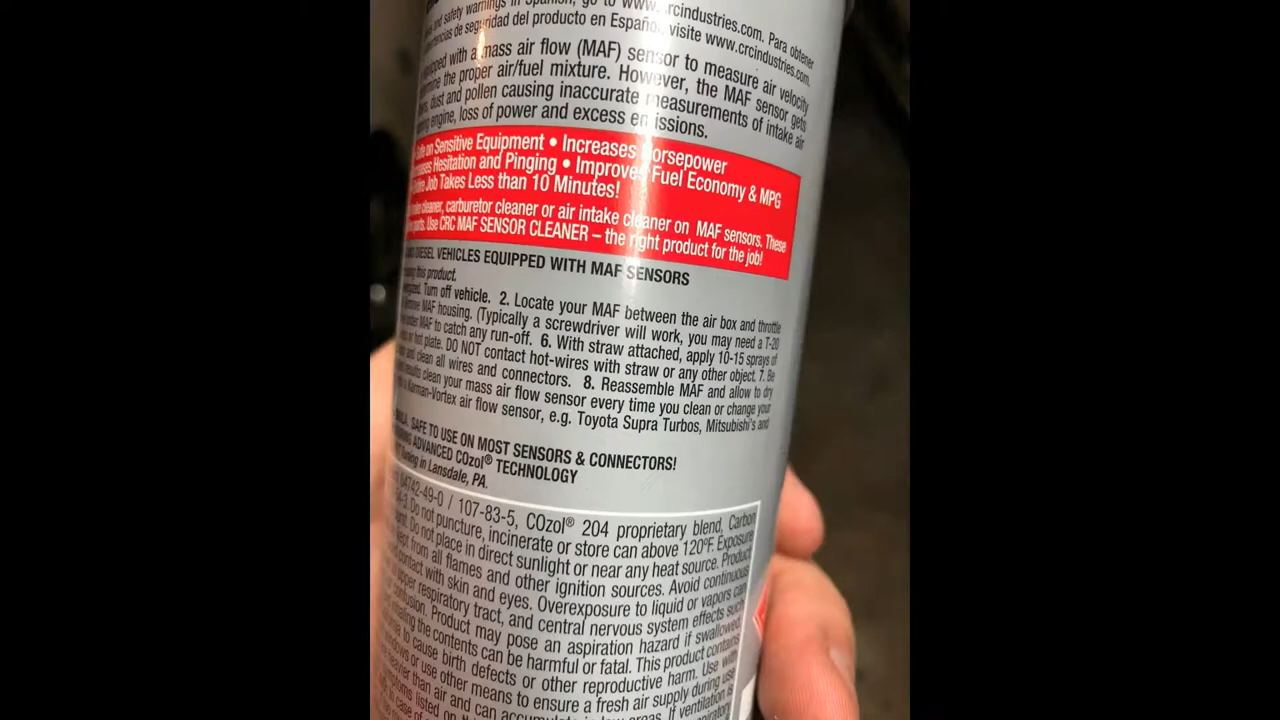 and safety warnings in Spanish, go to www. rcindustries.com. Para obtener
de seguridad del producto en Español, visite www.crcindustries.com.
with a mass air flow (MAF) sensor to measure air velocity
the proper air/fuel mixture. However, the MAF sensor gets
dust and pollen causing inaccurate measurements of intake air
engine, loss of power and excess emissions.
on Sensitive Equipment • Increases Horsepower
Hesitation and Pinging • Improves Fuel Economy & MPG
Job Takes Less than 10 Minutes!
cleaner, carburetor cleaner or air intake cleaner on MAF sensors. These
parts. Use CRC MAF SENSOR CLEANER – the right product for the job!
DIESEL VEHICLES EQUIPPED WITH MAF SENSORS
this product.
Turn off vehicle. 2. Locate your MAF between the air box and throttle
MAF housing. (Typically a screwdriver will work, you may need a T-20
under MAF to catch any run-off. 6. With straw attached, apply 10-15 sprays of
or hot plate. DO NOT contact hot-wires with straw or any other object. 7. Be
and clean all wires and connectors. 8. Reassemble MAF and allow to dry
results clean your mass air flow sensor every time you clean or change your
Karman-Vortex air flow sensor, e.g. Toyota Supra Turbos, Mitsubishi's and
SAFE TO USE ON MOST SENSORS & CONNECTORS!
ADVANCED COzol® TECHNOLOGY
in Lansdale, PA.
64742-49-0 / 107-83-5, COzol® 204 proprietary blend, Carbon
Do not puncture, incinerate or store can above 120ºF. Exposure
Do not place in direct sunlight or near any heat source. Product
from all flames and other ignition sources. Avoid continuous
contact with skin and eyes. Overexposure to liquid or vapors can
upper respiratory tract, and central nervous system effects such
confusion. Product may pose an aspiration hazard if swallowed.
the contents can be harmful or fatal. This product contains
to cause birth defects or other reproductive harm. Use with
or use other means to ensure a fresh air supply during use
heavier than air and can accumulate in low areas. If ventilation is
listed on
case of